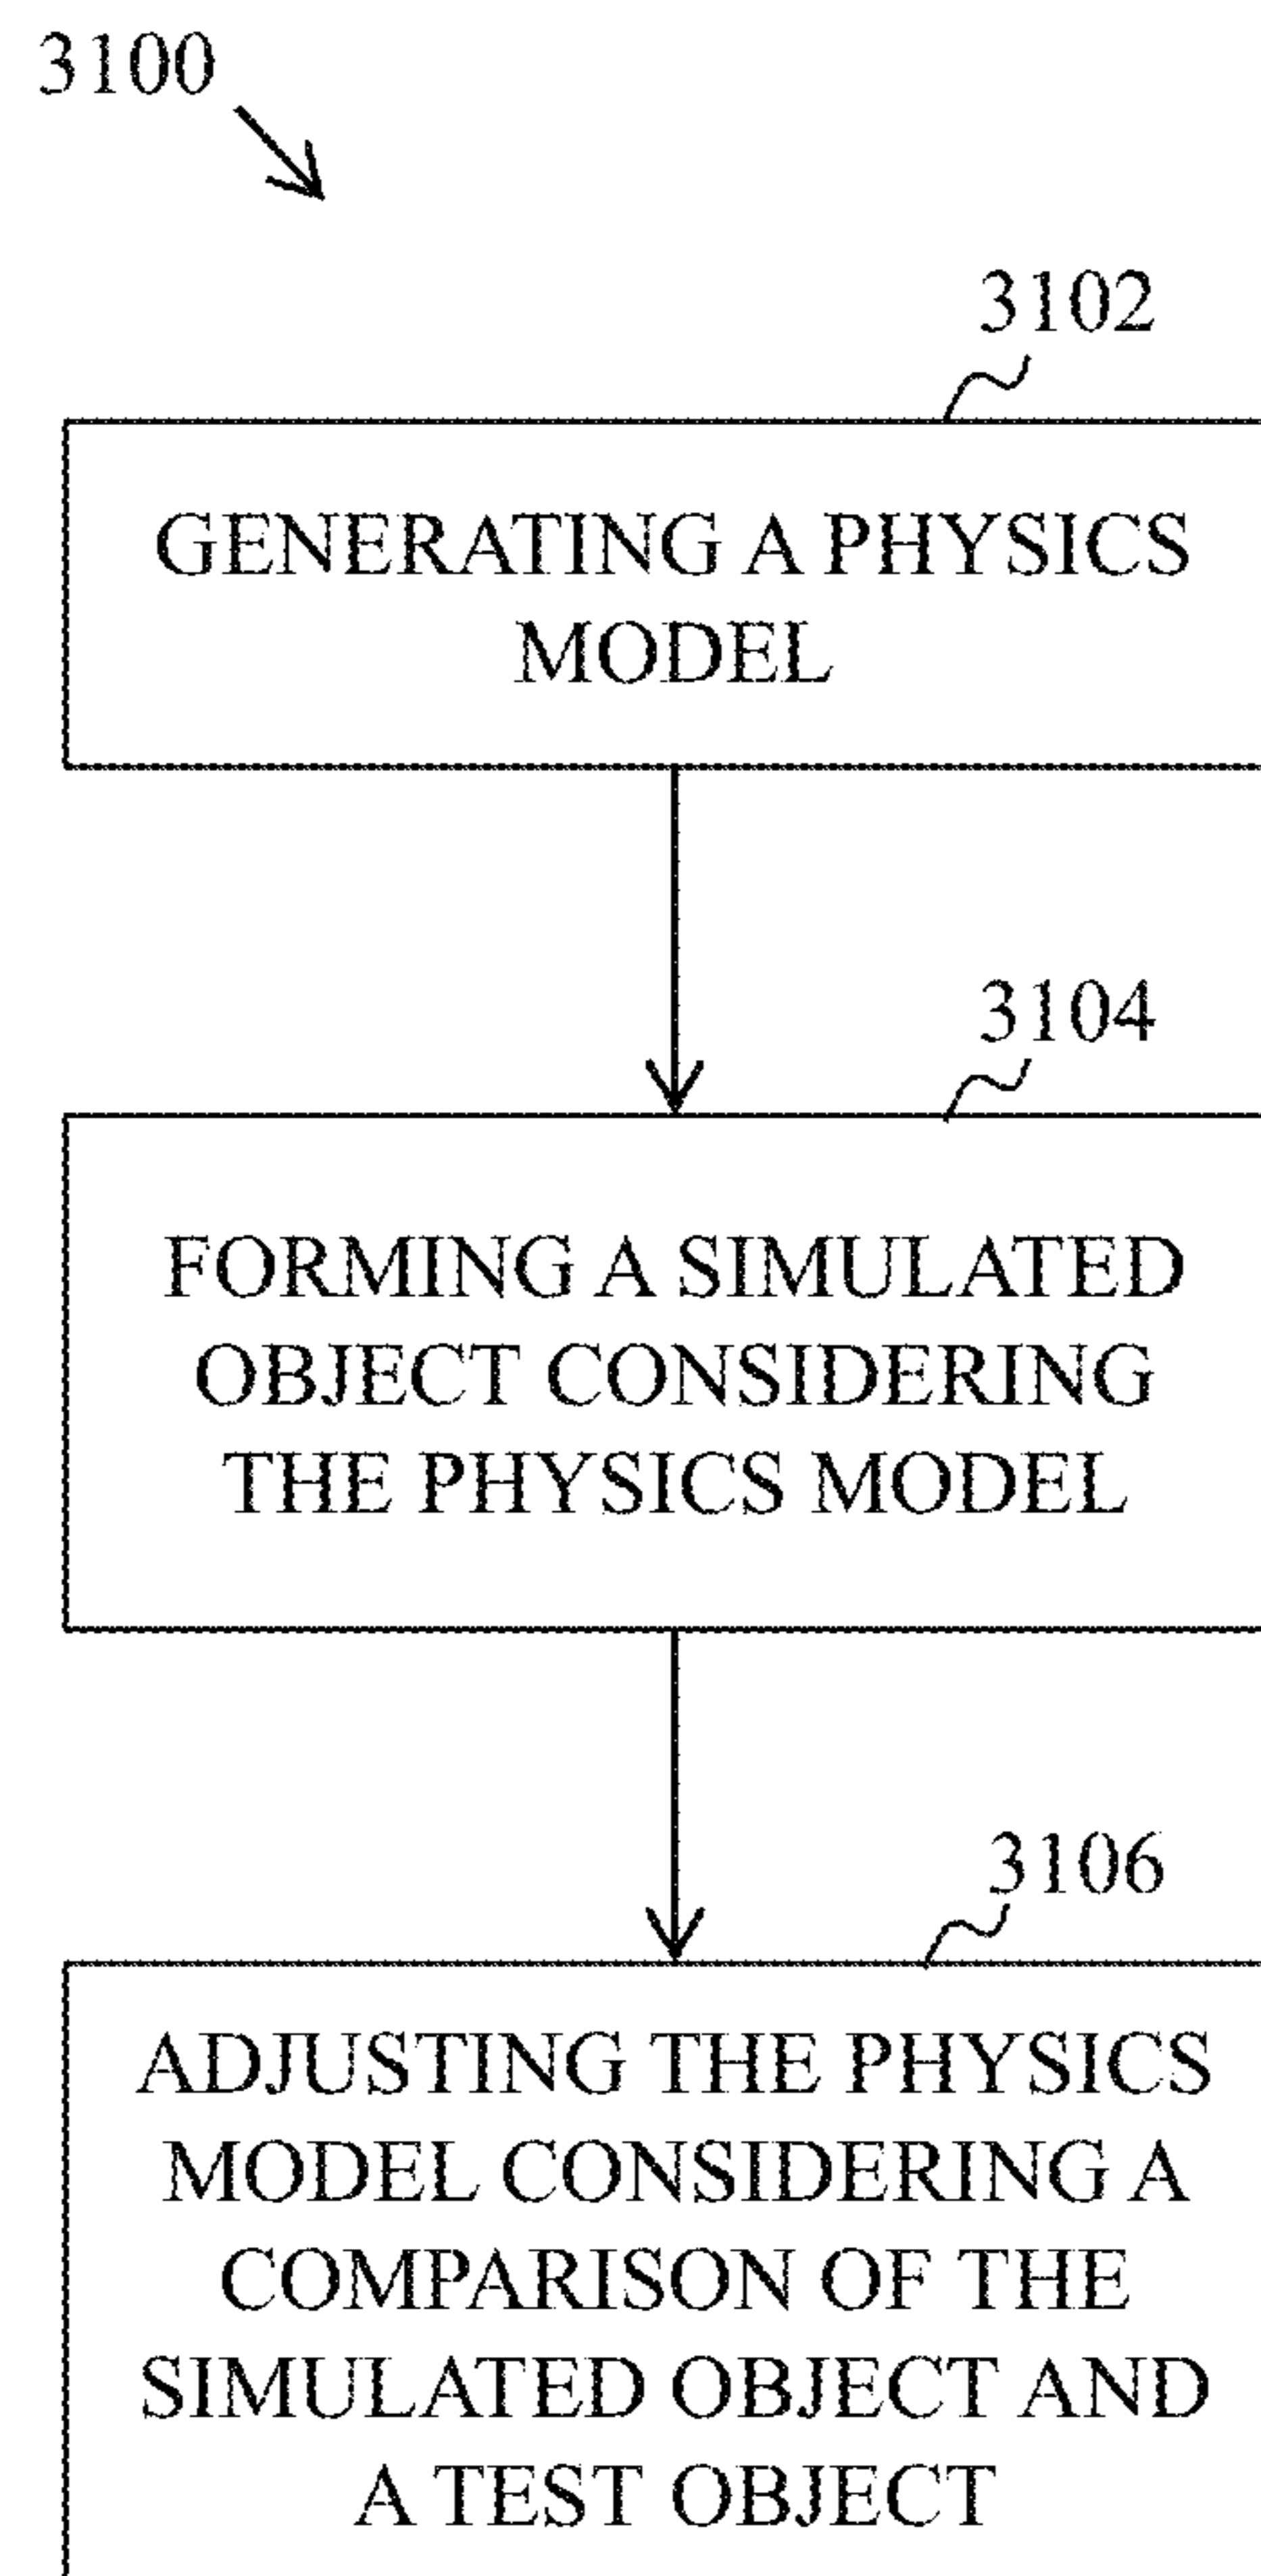 3100
3102
GENERATING A PHYSICS
MODEL
3104
FORMING A SIMULATED
OBJECT CONSIDERING
THE PHYSICS MODEL
3106
ADJUSTING THE PHYSICS
MODEL CONSIDERING A
COMPARISON OF THE
SIMULATED OBJECT AND
A TEST OBJECT